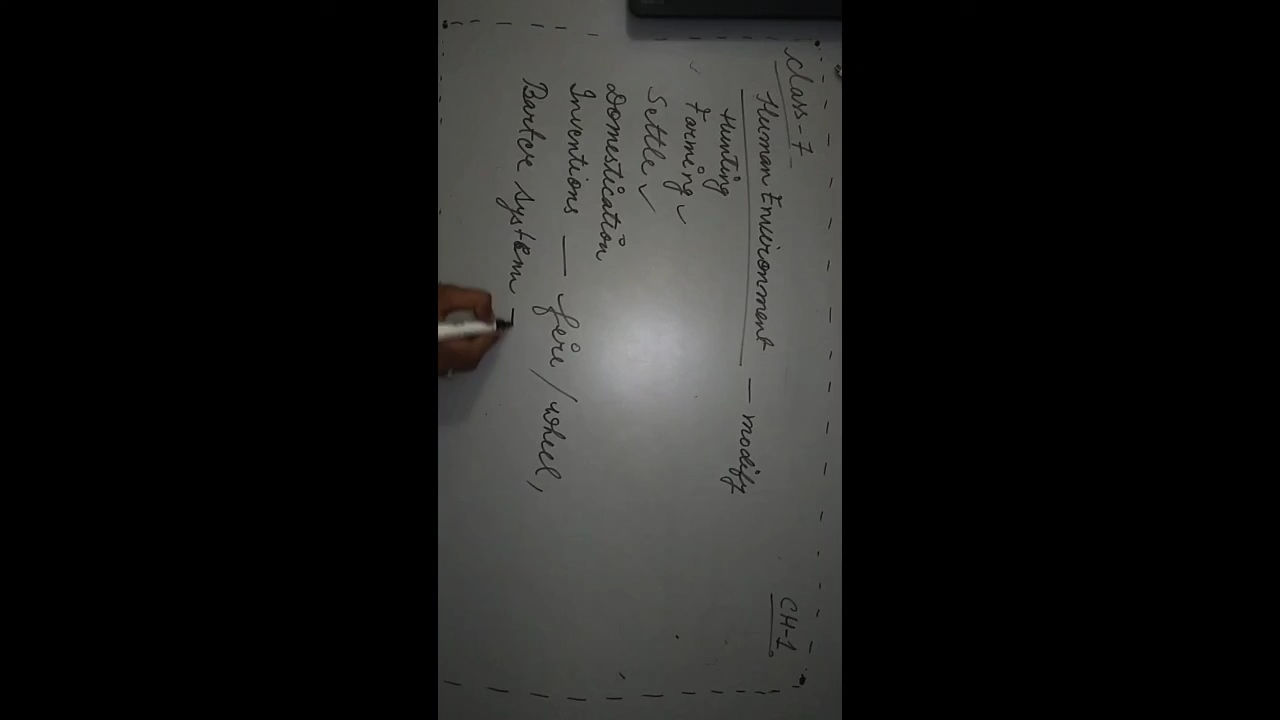 Class-7
CH-1.
Human Environment — modify
Hunting
Farming ✓
Settle ✓
Domestication
Inventions — fire / wheel,
Barter system —